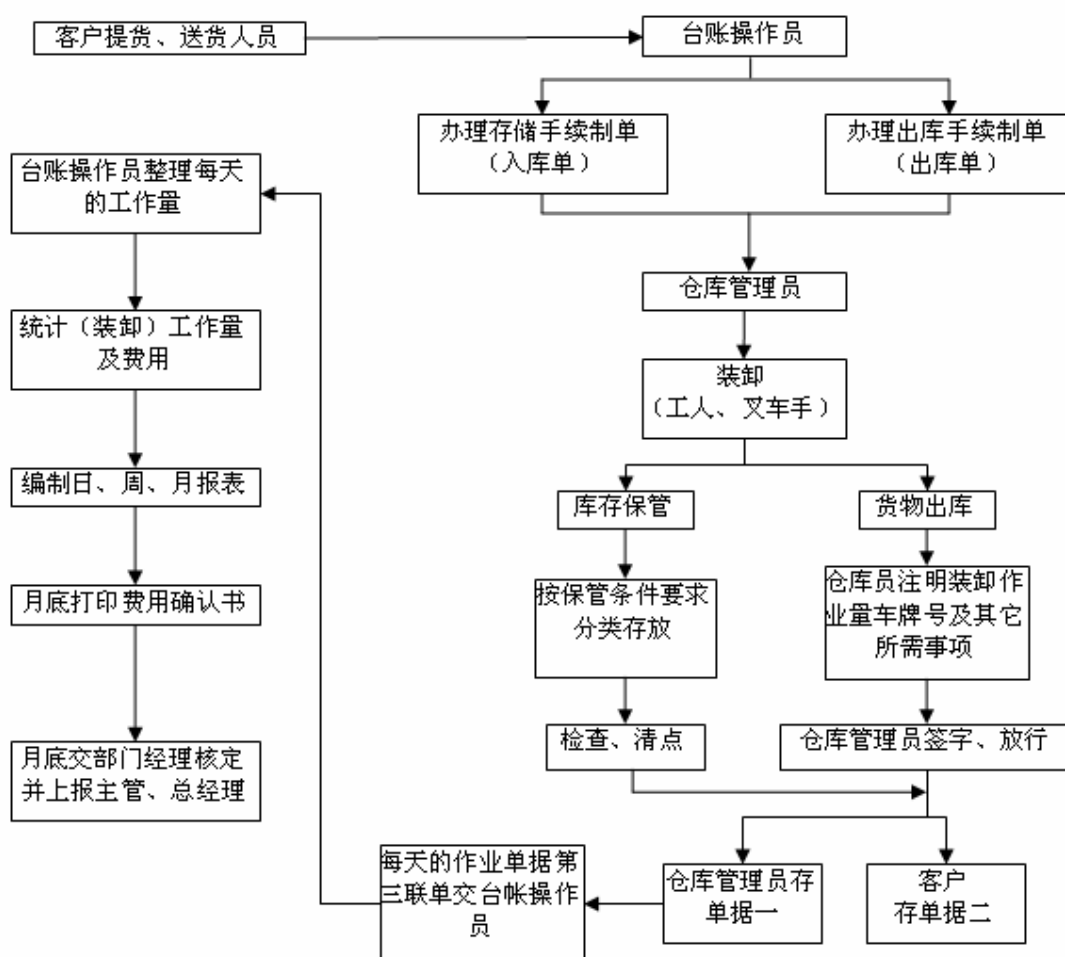 客户提货、送货人员
台账操作员
办理存储手续制单
（入库单）
办理出库手续制单
（出库单）
仓库管理员
装卸
（工人、叉车手）
库存保管
货物出库
按保管条件要求
分类存放
仓库员注明装卸作
业量车牌号及其它
所需事项
检查、清点
仓库管理员签字、放行
仓库管理员存
单据一
客户
存单据二
每天的作业单据第
三联单交台帐操作
员
台账操作员整理每天
的工作量
统计（装卸）工作量
及费用
编制日、周、月报表
月底打印费用确认书
月底交部门经理核定
并上报主管、总经理